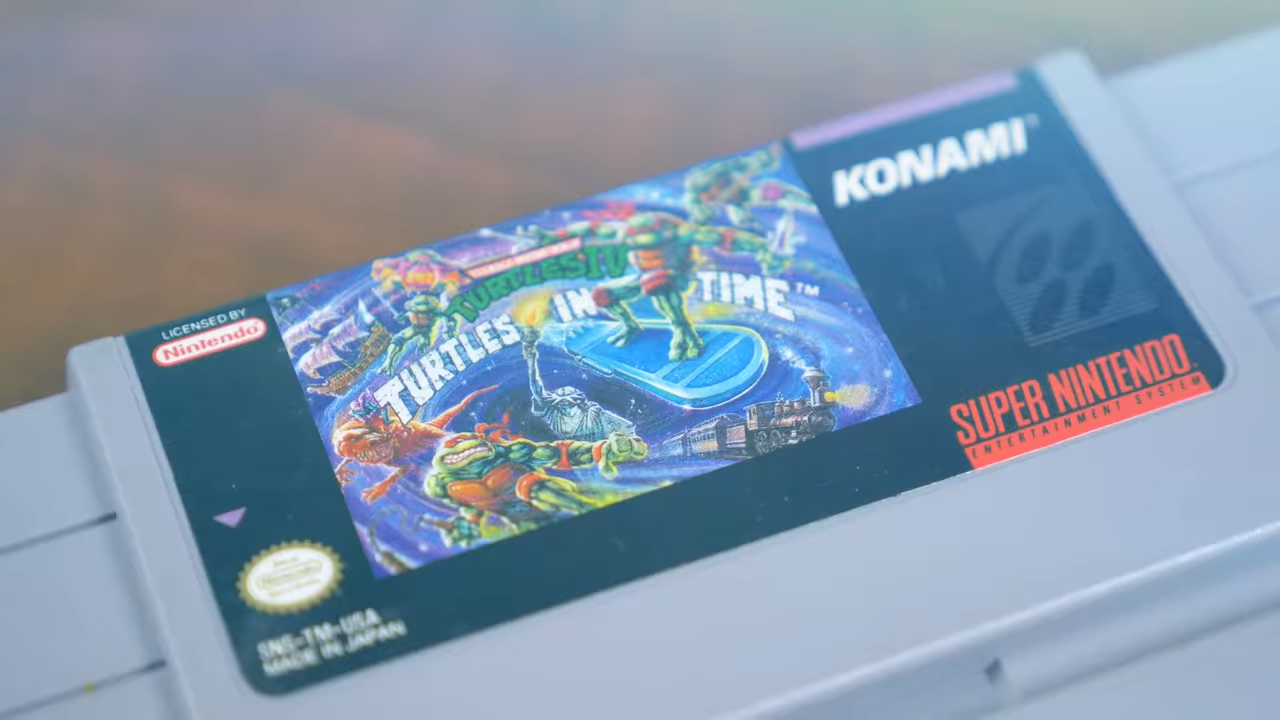 KONAMI
LICENSED BY
Nintendo®
TURTLES IV
TURTLES IN TIME™
SUPER NINTENDO
ENTERTAINMENT SYSTEM
Nintendo
SNS-TM-USA
MADE IN JAPAN